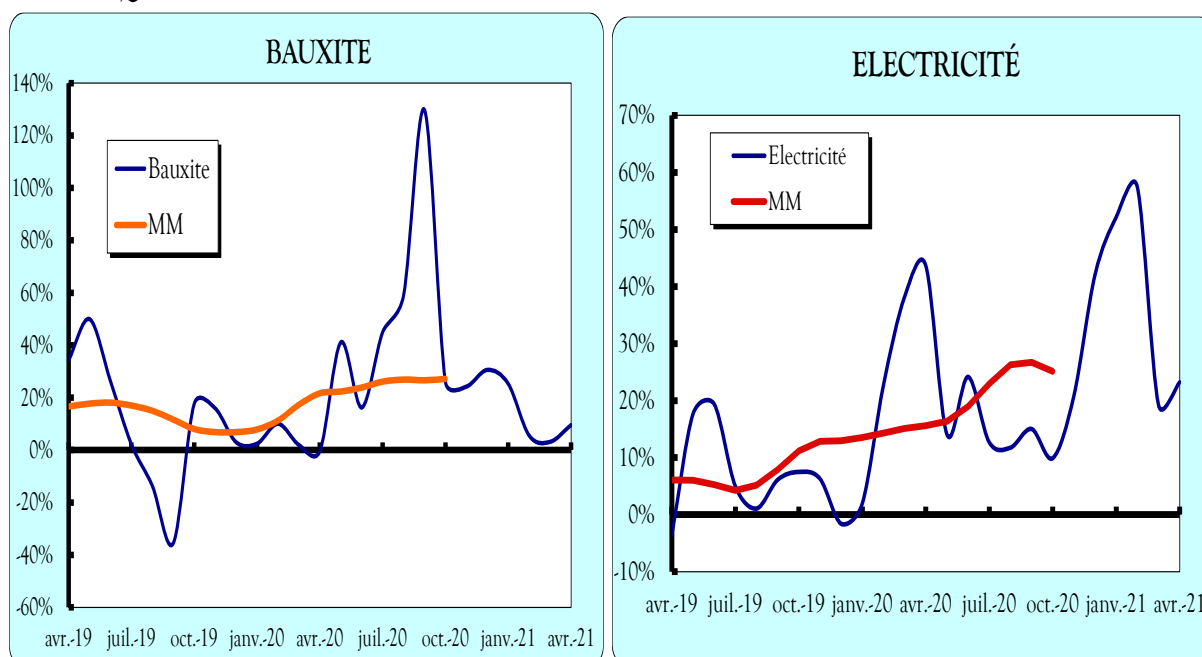 BAUXITE
140%
120%
100%
80%
60%
40%
20%
0%
-20%
-40%
-60%
Bauxite
MM
avr.-19 juil.-19 oct.-19 janv.-20 avr.-20 juil.-20 oct.-20 janv.-21 avr.-21
ELECTRICITÉ
70%
60%
50%
40%
30%
20%
10%
0%
-10%
Electricité
MM
avr.-19 juil.-19 oct.-19 janv.-20 avr.-20 juil.-20 oct.-20 janv.-21 avr.-21